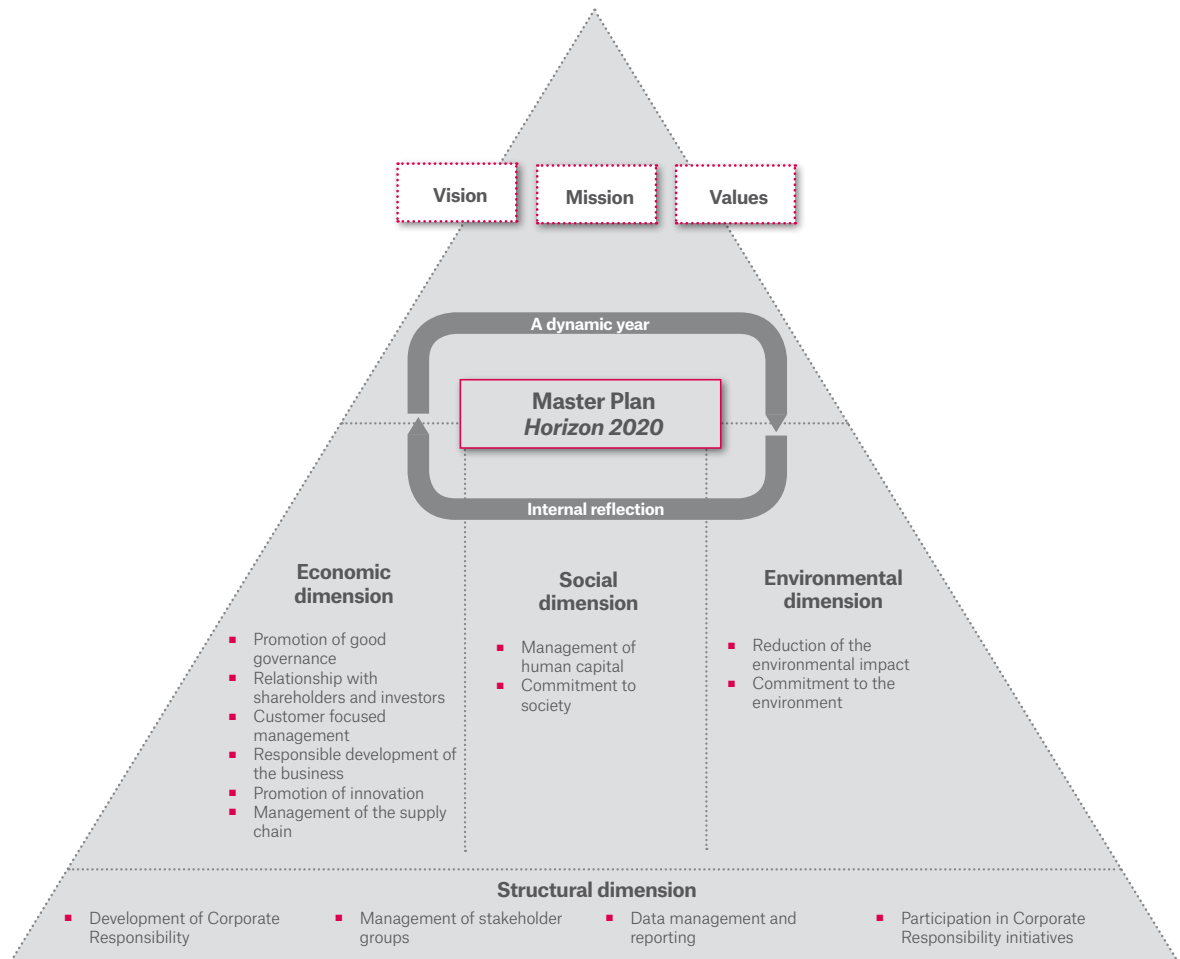 Vision
Mission
Values
A dynamic year
Master Plan
Horizon 2020
Internal reflection
Economic
dimension
Promotion of good
governance
Relationship with
shareholders and investors
Customer focused
management
Responsible development of
the business
Promotion of innovation
Management of the supply
chain
Social
dimension
Management of
human capital
Commitment to
society
Environmental
dimension
Reduction of the
environmental impact
Commitment to the
environment
Structural dimension
Development of Corporate
Responsibility
Management of stakeholder
groups
Data management and
reporting
Participation in Corporate
Responsibility initiatives